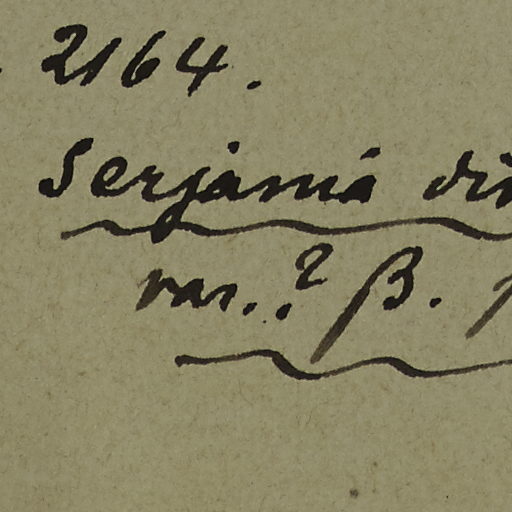 2164.
Serjania
var.? β.